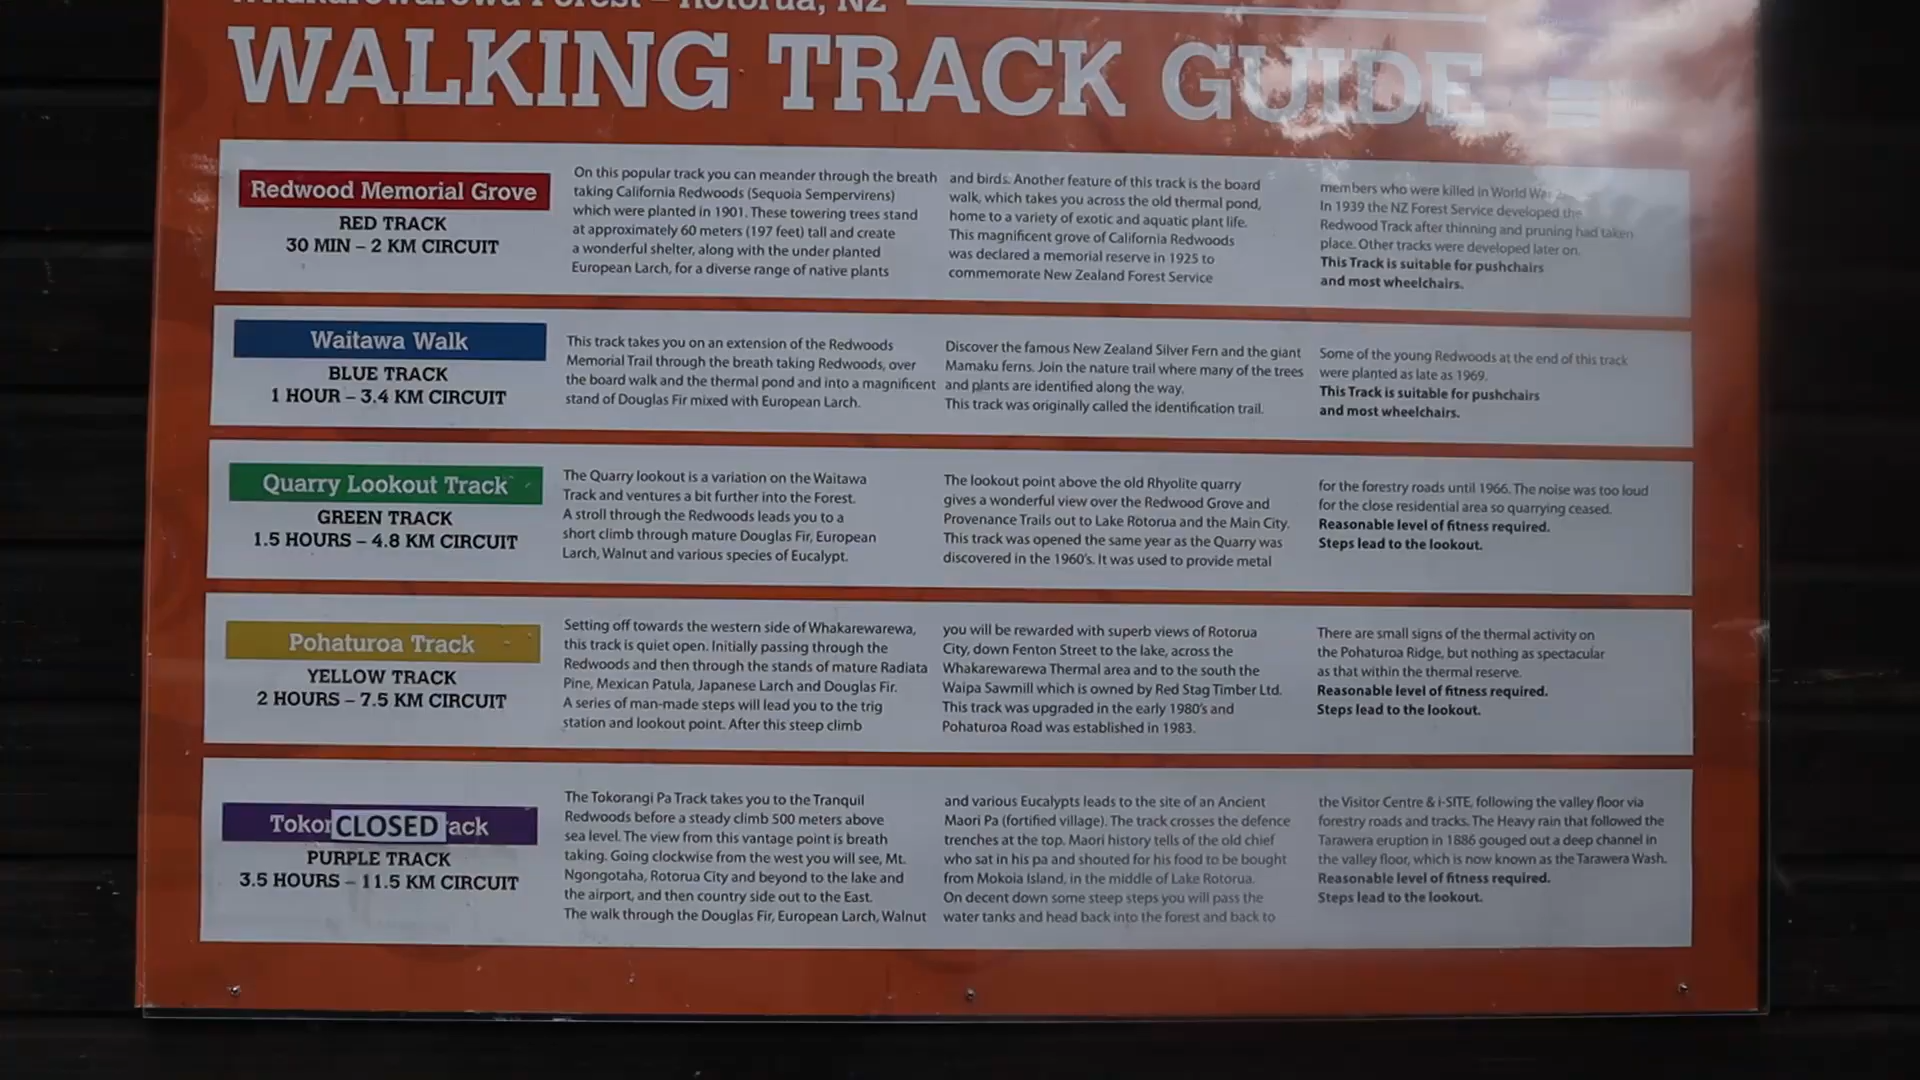 Whakarewarewa Forest – Rotorua, NZ
WALKING TRACK GUIDE
Redwood Memorial Grove
RED TRACK
30 MIN – 2 KM CIRCUIT
On this popular track you can meander through the breath
taking California Redwoods (Sequoia Sempervirens)
which were planted in 1901. These towering trees stand
at approximately 60 meters (197 feet) tall and create
a wonderful shelter, along with the under planted
European Larch, for a diverse range of native plants
and birds. Another feature of this track is the board
walk, which takes you across the old thermal pond,
home to a variety of exotic and aquatic plant life.
This magnificent grove of California Redwoods
was declared a memorial reserve in 1925 to
commemorate New Zealand Forest Service
members who were killed in World War 2.
In 1939 the NZ Forest Service developed the
Redwood Track after thinning and pruning had taken
place. Other tracks were developed later on.
This Track is suitable for pushchairs
and most wheelchairs.
Waitawa Walk
BLUE TRACK
1 HOUR – 3.4 KM CIRCUIT
This track takes you on an extension of the Redwoods
Memorial Trail through the breath taking Redwoods, over
the board walk and the thermal pond and into a magnificent
stand of Douglas Fir mixed with European Larch.
Discover the famous New Zealand Silver Fern and the giant
Mamaku ferns. Join the nature trail where many of the trees
and plants are identified along the way.
This track was originally called the identification trail.
Some of the young Redwoods at the end of this track
were planted as late as 1969.
This Track is suitable for pushchairs
and most wheelchairs.
Quarry Lookout Track
GREEN TRACK
1.5 HOURS – 4.8 KM CIRCUIT
The Quarry lookout is a variation on the Waitawa
Track and ventures a bit further into the Forest.
A stroll through the Redwoods leads you to a
short climb through mature Douglas Fir, European
Larch, Walnut and various species of Eucalypt.
The lookout point above the old Rhyolite quarry
gives a wonderful view over the Redwood Grove and
Provenance Trails out to Lake Rotorua and the Main City.
This track was opened the same year as the Quarry was
discovered in the 1960's. It was used to provide metal
for the forestry roads until 1966. The noise was too loud
for the close residential area so quarrying ceased.
Reasonable level of fitness required.
Steps lead to the lookout.
Pohaturoa Track
YELLOW TRACK
2 HOURS – 7.5 KM CIRCUIT
Setting off towards the western side of Whakarewarewa,
this track is quiet open. Initially passing through the
Redwoods and then through the stands of mature Radiata
Pine, Mexican Patula, Japanese Larch and Douglas Fir.
A series of man-made steps will lead you to the trig
station and lookout point. After this steep climb
you will be rewarded with superb views of Rotorua
City, down Fenton Street to the lake, across the
Whakarewarewa Thermal area and to the south the
Waipa Sawmill which is owned by Red Stag Timber Ltd.
This track was upgraded in the early 1980's and
Pohaturoa Road was established in 1983.
There are small signs of the thermal activity on
the Pohaturoa Ridge, but nothing as spectacular
as that within the thermal reserve.
Reasonable level of fitness required.
Steps lead to the lookout.
Tokor CLOSED ack
PURPLE TRACK
3.5 HOURS – 11.5 KM CIRCUIT
The Tokorangi Pa Track takes you to the Tranquil
Redwoods before a steady climb 500 meters above
sea level. The view from this vantage point is breath
taking. Going clockwise from the west you will see, Mt.
Ngongotaha, Rotorua City and beyond to the lake and
the airport, and then country side out to the East.
The walk through the Douglas Fir, European Larch, Walnut
and various Eucalypts leads to the site of an Ancient
Maori Pa (fortified village). The track crosses the defence
trenches at the top. Maori history tells of the old chief
who sat in his pa and shouted for his food to be bought
from Mokoia Island, in the middle of Lake Rotorua.
On decent down some steep steps you will pass the
water tanks and head back into the forest and back to
the Visitor Centre & i-SITE, following the valley floor via
forestry roads and tracks. The Heavy rain that followed the
Tarawera eruption in 1886 gouged out a deep channel in
the valley floor, which is now known as the Tarawera Wash.
Reasonable level of fitness required.
Steps lead to the lookout.